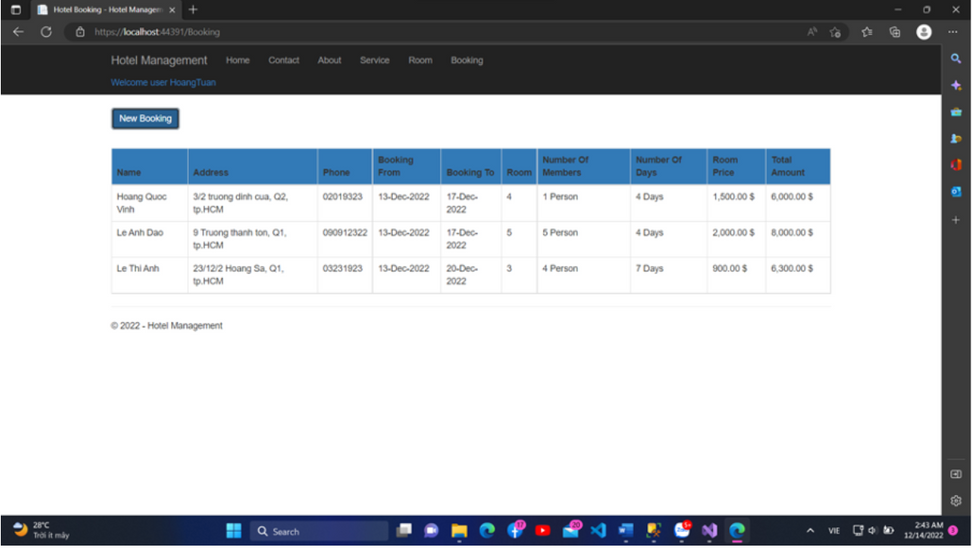 Hotel Booking - Hotel Managem
https://localhost:44391/Booking
Hotel Management Home Contact About Service Room Booking
Welcome user HoangTuan
New Booking
Name Address Phone Booking From Booking To Room Number Of Members Number Of Days Room Price Total Amount
Hoang Quoc Vinh 3/2 truong dinh cua, Q2, tp.HCM 02019323 13-Dec-2022 17-Dec-2022 4 1 Person 4 Days 1,500.00 $ 6,000.00 $
Le Anh Dao 9 Truong thanh ton, Q1, tp.HCM 090912322 13-Dec-2022 17-Dec-2022 5 5 Person 4 Days 2,000.00 $ 8,000.00 $
Le Thi Anh 23/12/2 Hoang Sa, Q1, tp.HCM 03231923 13-Dec-2022 20-Dec-2022 3 4 Person 7 Days 900.00 $ 6,300.00 $
© 2022 - Hotel Management
28°C
Trời ít mây
Search
17
20
5+
VIE
2:43 AM
12/14/2022
3